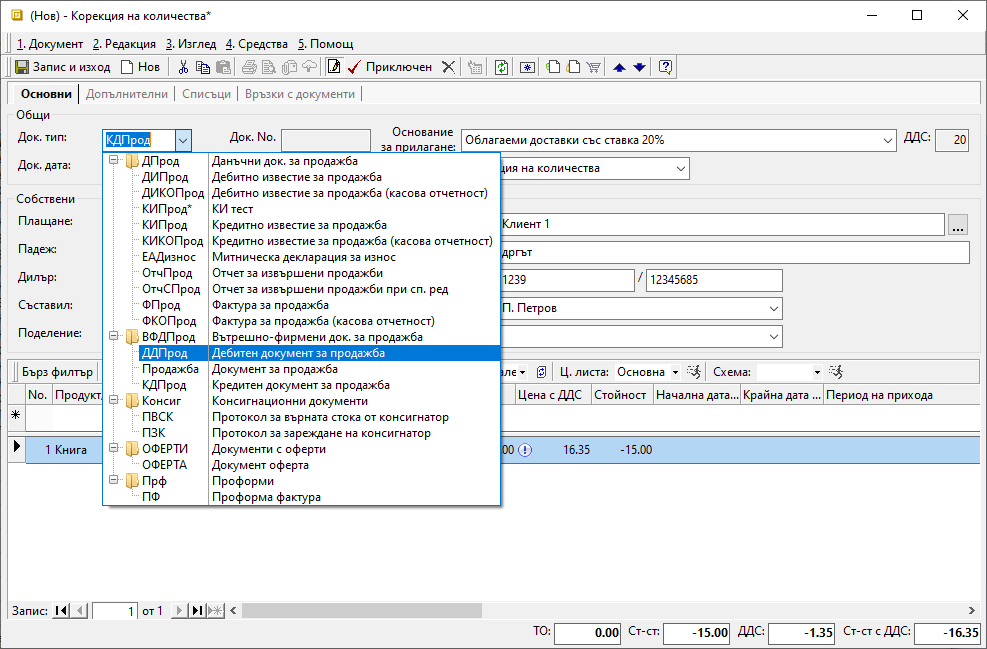 (Нов) - Корекция на количества*
1. Документ 2. Редакция 3. Изглед 4. Средства 5. Помощ
Запис и изход Нов Приключен
Основни Допълнителни Списъци Връзки с документи
Общи
Док. тип: КДПрод Док. No. Основание за прилагане: Облагаеми доставки със ставка 20% ДДС: 20
Док. дата: ция на количества
Собствени
Плащане: Клиент 1 ...
Падеж: дргът
Дилър: 1239 / 12345685
Съставил: П. Петров
Поделение:
ДПрод Данъчни док. за продажба
ДИПрод Дебитно известие за продажба
ДИКОПрод Дебитно известие за продажба (касова отчетност)
КИПрод* КИ тест
КИПрод Кредитно известие за продажба
КИКОПрод Кредитно известие за продажба (касова отчетност)
ЕАДизнос Митническа декларация за износ
ОтчПрод Отчет за извършени продажби
ОтчСПрод Отчет за извършени продажби при сп. ред
ФПрод Фактура за продажба
ФКОПрод Фактура за продажба (касова отчетност)
ВФДПрод Вътрешно-фирмени док. за продажба
ДДПрод Дебитен документ за продажба
Продажба Документ за продажба
КДПрод Кредитен документ за продажба
Консиг Консигнационни документи
ПВСК Протокол за върната стока от консигнатор
ПЗК Протокол за зареждане на консигнатор
ОФЕРТИ Документи с оферти
ОФЕРТА Документ оферта
Прф Проформи
ПФ Проформа фактура
Бърз филтър але Ц. листа: Основна Схема:
No. Продукт. Цена с ДДС Стойност Начална дата... Крайна дата ... Период на прихода
1 Книга 00 16.35 -15.00
Запис: 1 от 1
ТО: 0.00 Ст-ст: -15.00 ДДС: -1.35 Ст-ст с ДДС: -16.35